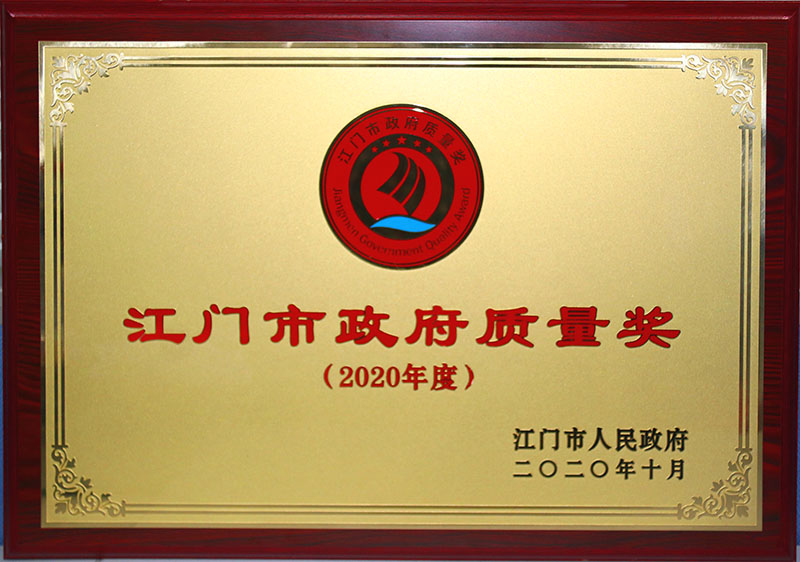 江门市政府质量奖
Jiangmen Government Quality Award
江门市政府质量奖
(2020年度)
江门市人民政府
二〇二〇年十月